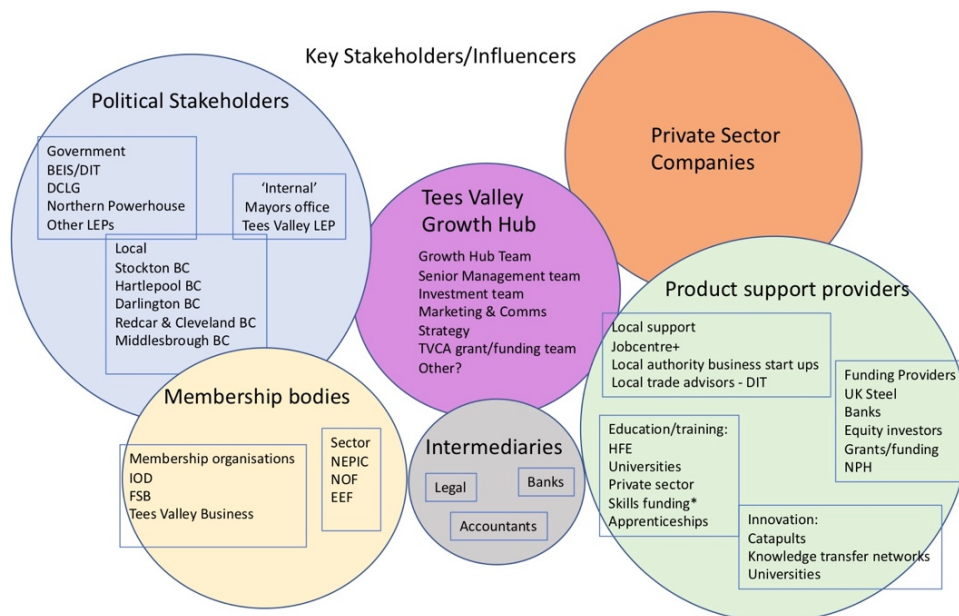 Key Stakeholders/Influencers
Political Stakeholders
Government
BEIS/DIT
DCLG
Northern Powerhouse
Other LEPs
‘Internal’
Mayors office
Tees Valley LEP
Local
Stockton BC
Hartlepool BC
Darlington BC
Redcar & Cleveland BC
Middlesbrough BC
Tees Valley
Growth Hub
Growth Hub Team
Senior Management team
Investment team
Marketing & Comms
Strategy
TVCA grant/funding team
Other?
Private Sector
Companies
Product support providers
Local support
Jobcentre+
Local authority business start ups
Local trade advisors - DIT
Funding Providers
UK Steel
Banks
Equity investors
Grants/funding
NPH
Education/training:
HFE
Universities
Private sector
Skills funding*
Apprenticeships
Innovation:
Catapults
Knowledge transfer networks
Universities
Membership bodies
Membership organisations
IOD
FSB
Tees Valley Business
Sector
NEPIC
NOF
EEF
Intermediaries
Legal
Banks
Accountants